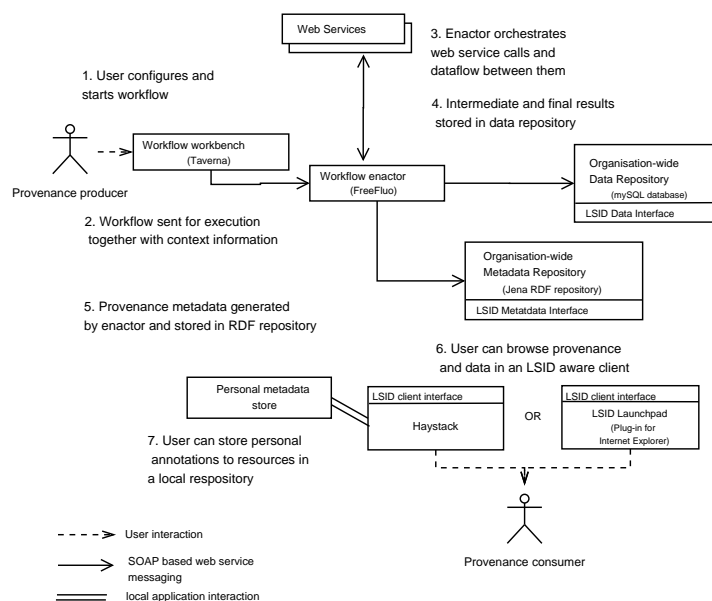 Web Services
3. Enactor orchestrates
web service calls and
dataflow between them
1. User configures and
starts workflow
4. Intermediate and final results
stored in data repository
Workflow workbench
(Taverna)
Provenance producer
Workflow enactor
(FreeFluo)
Organisation-wide
Data Repository
(mySQL database)
LSID Data Interface
2. Workflow sent for execution
together with context information
Organisation-wide
Metadata Repository
(Jena RDF repository)
LSID Metatdata Interface
5. Provenance metadata generated
by enactor and stored in RDF repository
6. User can browse provenance
and data in an LSID aware client
Personal metadata
store
LSID client interface
Haystack
OR
LSID client interface
LSID Launchpad
(Plug-in for
Internet Explorer)
7. User can store personal
annotations to resources in
a local respository
Provenance consumer
User interaction
SOAP based web service
messaging
local application interaction